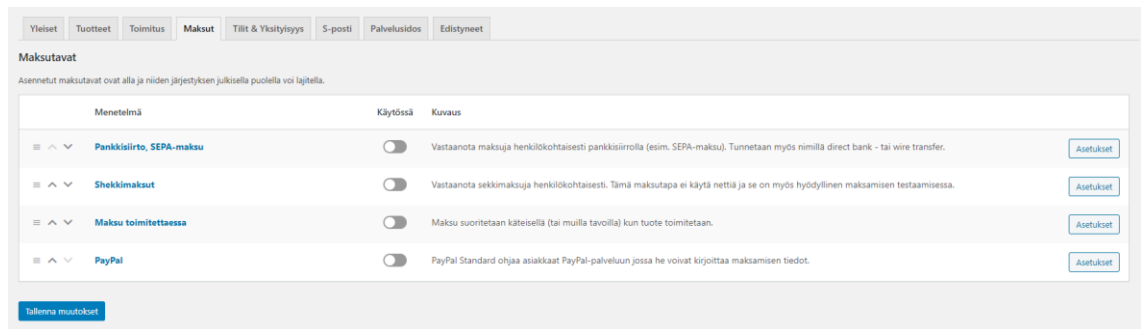 Yleiset Tuotteet Toimitus Maksut Tilit & Yksityisyys S-posti Palvelusidos Edistyneet
Maksutavat
Asennetut maksutavat ovat alla ja niiden järjestyksen julkisella puolella voi lajitella.
Menetelmä Käytössä Kuvaus
Pankkisiirto, SEPA-maksu Vastaanota maksuja henkilökohtaisesti pankkisiirrolla (esim. SEPA-maksu). Tunnetaan myös nimillä direct bank - tai wire transfer. Asetukset
Shekkimaksut Vastaanota sekkimaksuja henkilökohtaisesti. Tämä maksutapa ei käytä nettiä ja se on myös hyödyllinen maksamisen testaamisessa. Asetukset
Maksu toimitettaessa Maksu suoritetaan käteisellä (tai muilla tavoilla) kun tuote toimitetaan. Asetukset
PayPal PayPal Standard ohjaa asiakkaat PayPal-palveluun jossa he voivat kirjoittaa maksamisen tiedot. Asetukset
Tallenna muutokset